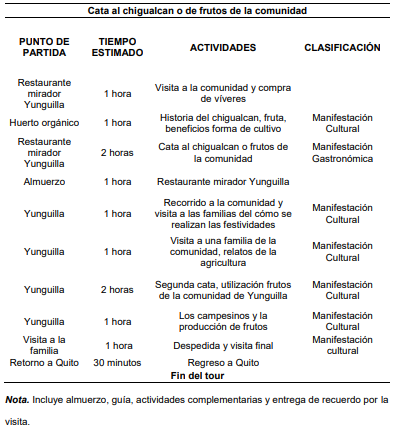 Cata al chigualcan o de frutos de la comunidad
PUNTO DE PARTIDA TIEMPO ESTIMADO ACTIVIDADES CLASIFICACIÓN
Restaurante mirador Yunguilla 1 hora Visita a la comunidad y compra de víveres
Huerto orgánico 1 hora Historia del chigualcan, fruta, beneficios forma de cultivo Manifestación Cultural
Restaurante mirador Yunguilla 2 horas Cata al chigualcan o frutos de la comunidad Manifestación Gastronómica
Almuerzo 1 hora Restaurante mirador Yunguilla
Yunguilla 1 hora Recorrido a la comunidad y visita a las familias del cómo se realizan las festividades Manifestación Cultural
Yunguilla 1 hora Visita a una familia de la comunidad, relatos de la agricultura Manifestación Cultural
Yunguilla 2 horas Segunda cata, utilización frutos de la comunidad de Yunguilla Manifestación Cultural
Yunguilla 1 hora Los campesinos y la producción de frutos Manifestación Cultural
Visita a la familia 1 hora Despedida y visita final Manifestación cultural
Retorno a Quito 30 minutos Regreso a Quito
Fin del tour
Nota. Incluye almuerzo, guía, actividades complementarias y entrega de recuerdo por la
visita.